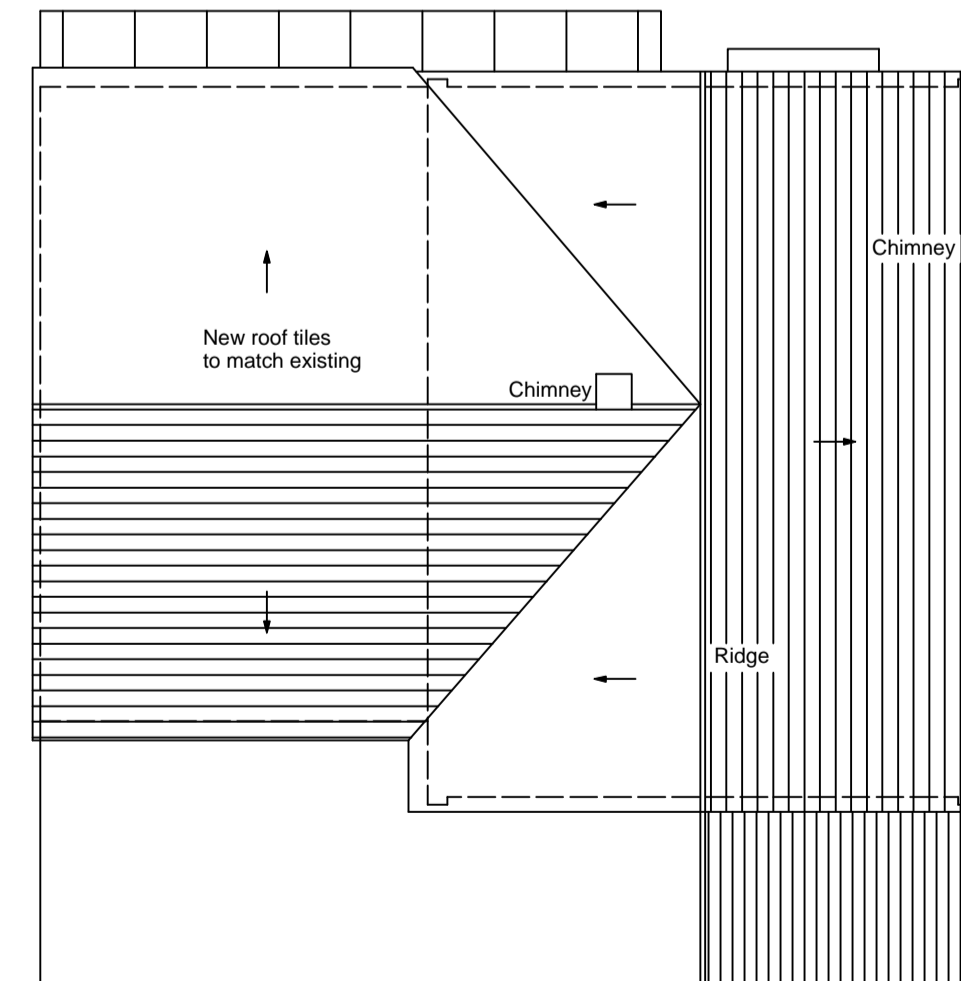 Chimney
New roof tiles
to match existing
Chimney
Ridge